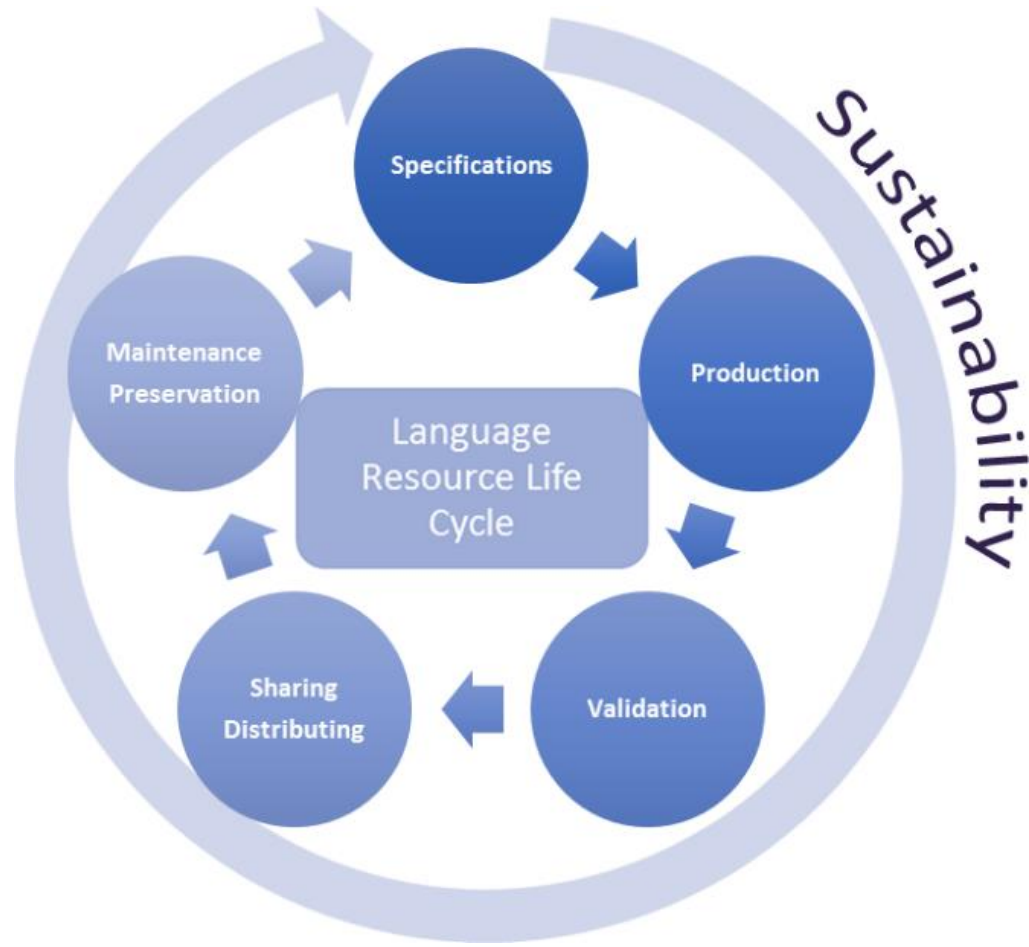 Specifications
Sustainability
Production
Maintenance
Preservation
Language
Resource Life
Cycle
Validation
Sharing
Distributing